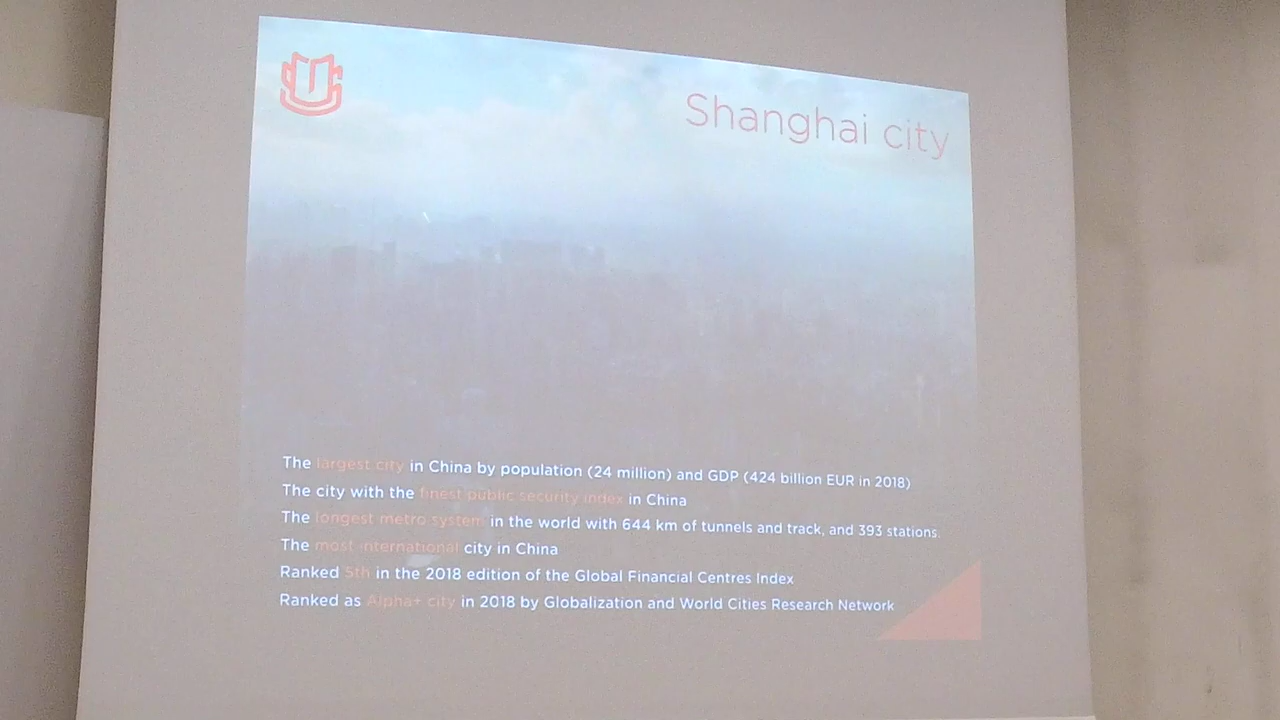 Shanghai city
The largest city in China by population (24 million) and GDP (424 billion EUR in 2018)
The city with the finest public security index in China
The longest metro system in the world with 644 km of tunnels and track, and 393 stations.
The most international city in China
Ranked 5th in the 2018 edition of the Global Financial Centres Index
Ranked as Alpha+ city in 2018 by Globalization and World Cities Research Network